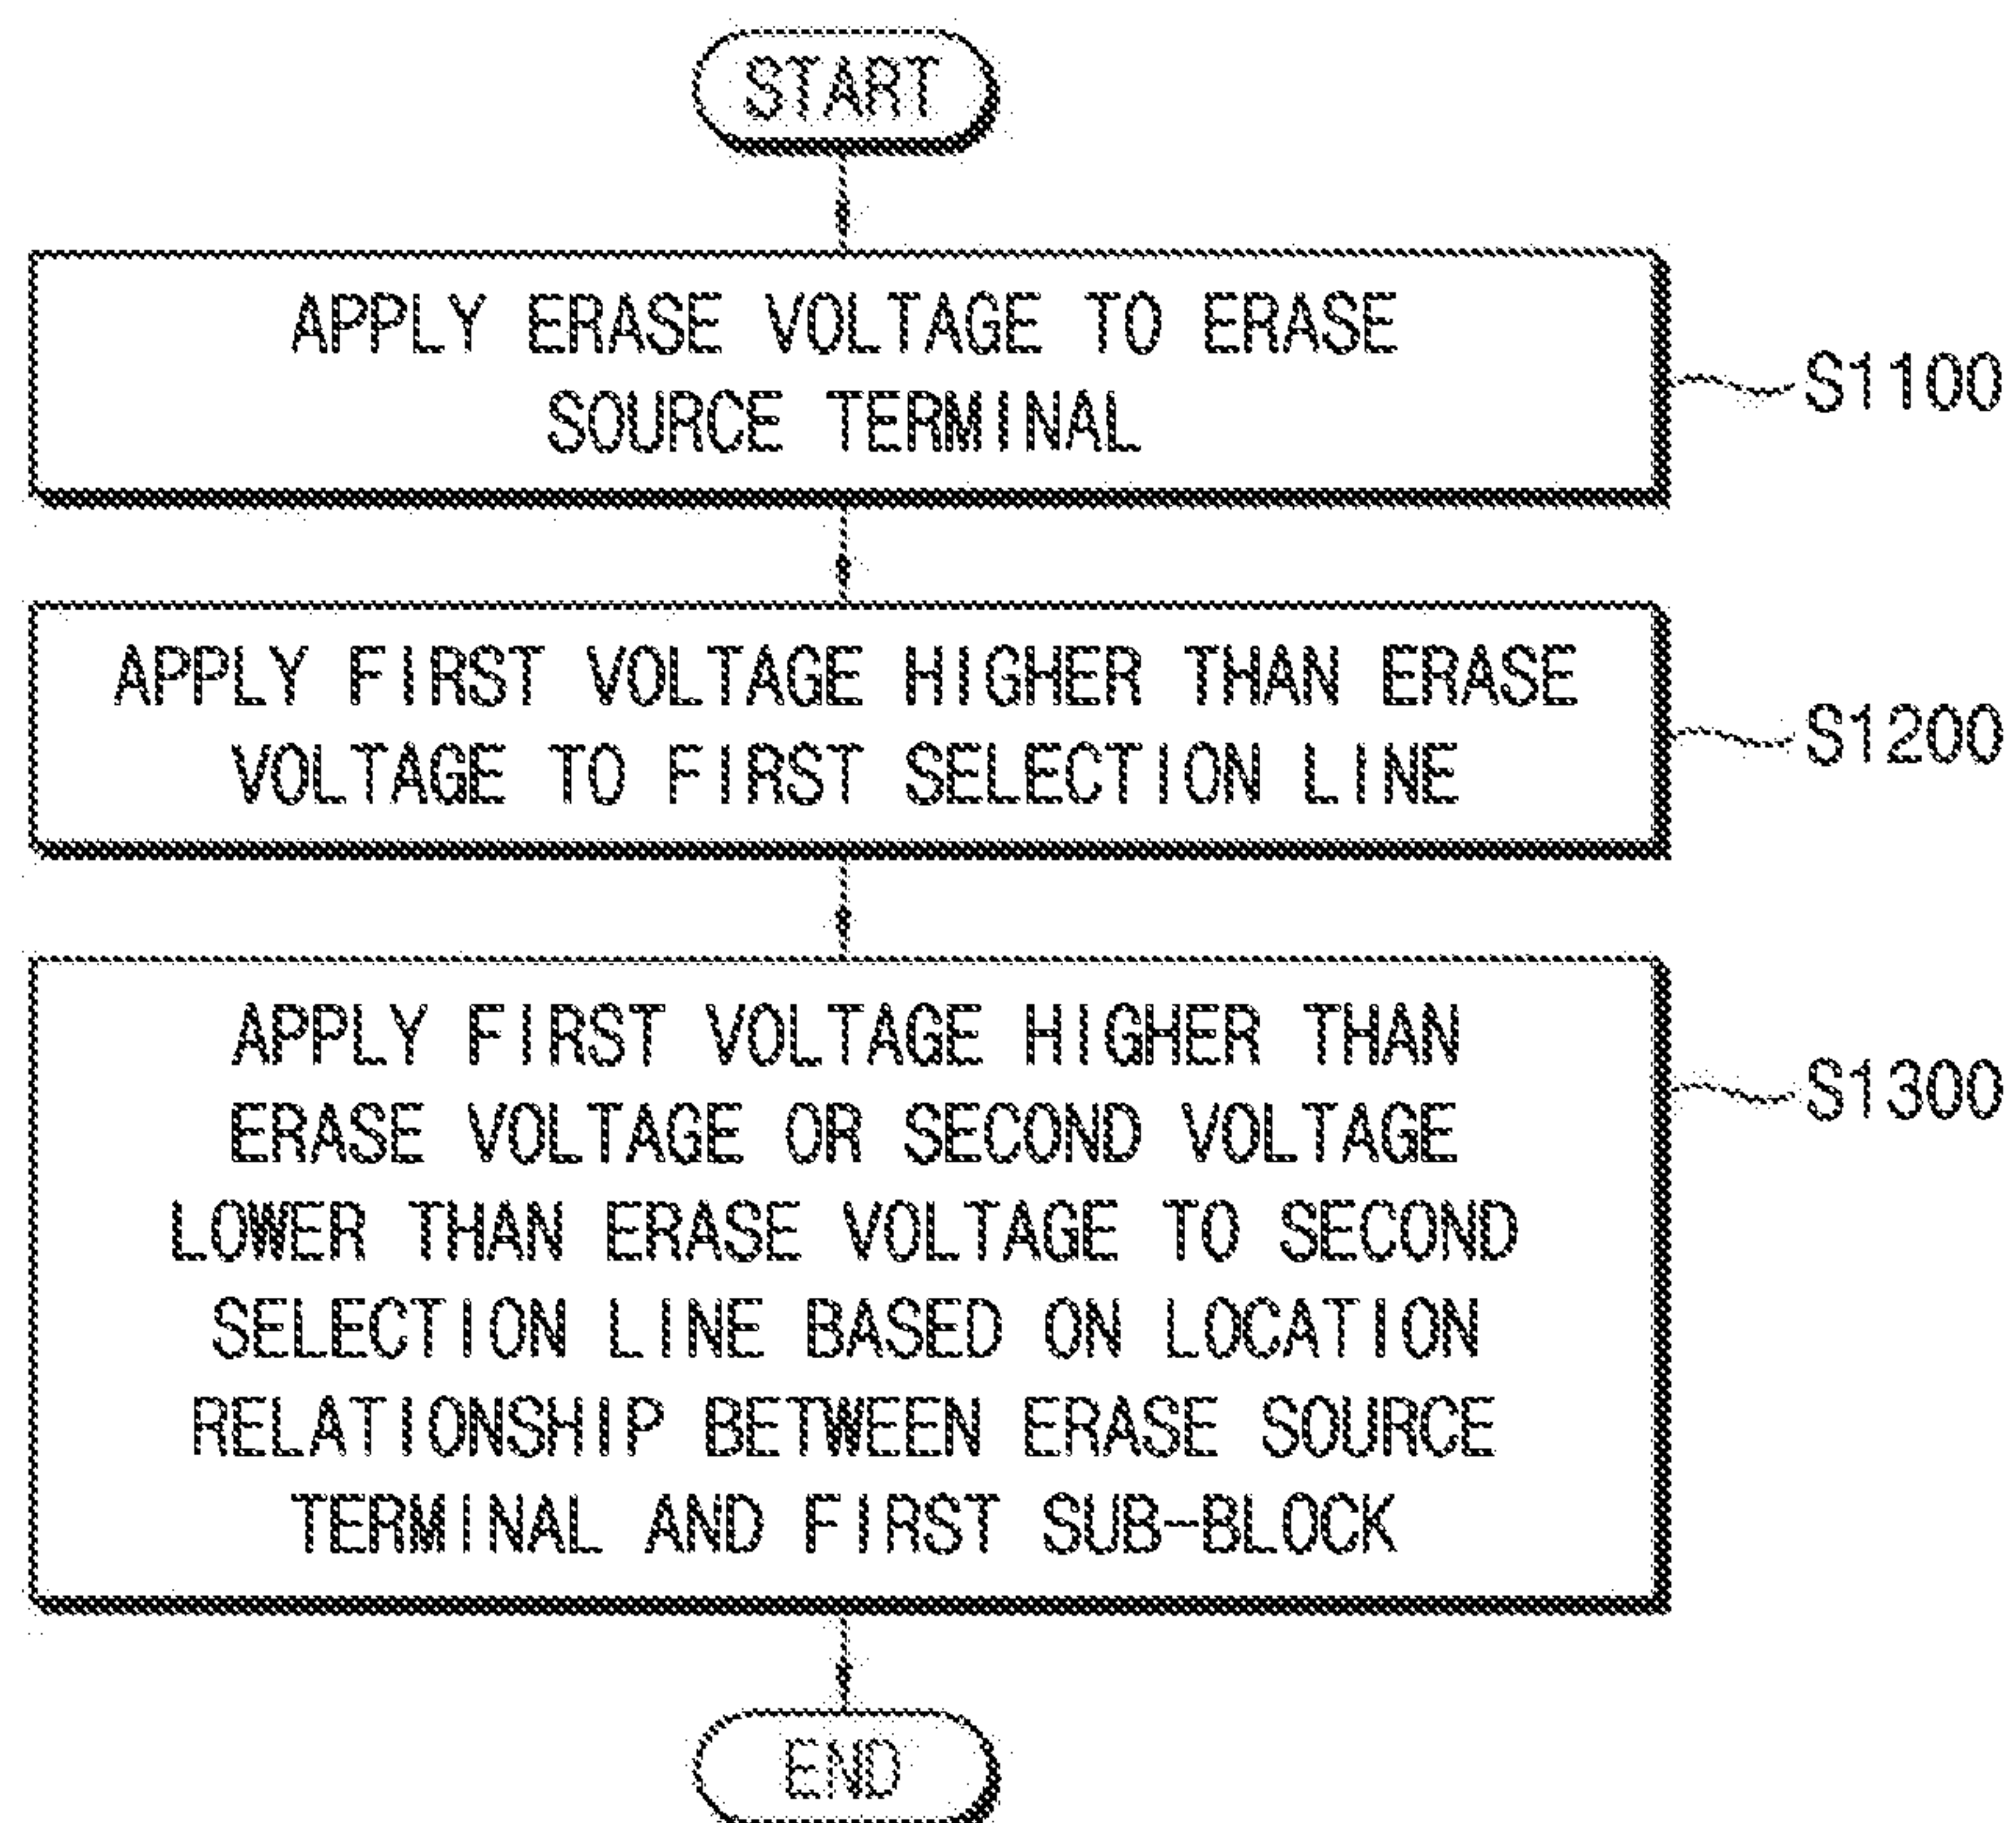 START
APPLY ERASE VOLTAGE TO ERASE
SOURCE TERMINAL
S1100
APPLY FIRST VOLTAGE HIGHER THAN ERASE
VOLTAGE TO FIRST SELECTION LINE
S1200
APPLY FIRST VOLTAGE HIGHER THAN
ERASE VOLTAGE OR SECOND VOLTAGE
LOWER THAN ERASE VOLTAGE TO SECOND
SELECTION LINE BASED ON LOCATION
RELATIONSHIP BETWEEN ERASE SOURCE
TERMINAL AND FIRST SUB-BLOCK
S1300
END